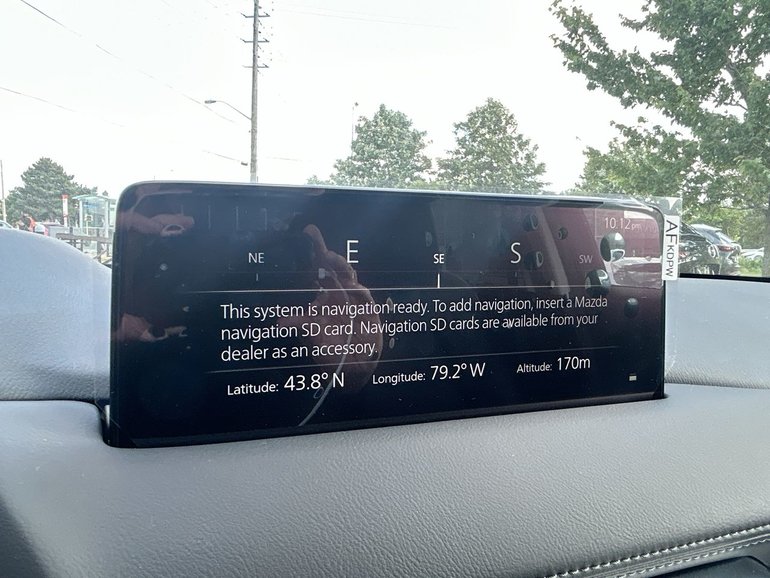 10:12 pm
NE E SE S SW
This system is navigation ready. To add navigation, insert a Mazda
navigation SD card. Navigation SD cards are available from your
dealer as an accessory.
Latitude: 43.8° N Longitude: 79.2° W Altitude: 170m
AFKDPW